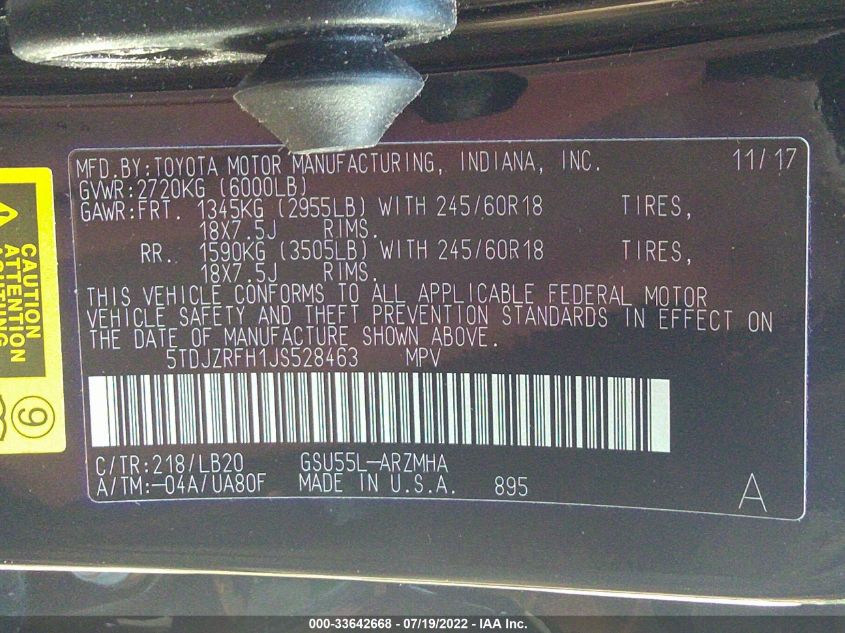 MFD.BY:TOYOTA MOTOR MANUFACTURING, INDIANA, INC. 11/17
GVWR:2720KG (6000LB)
GAWR:FRT. 1345KG (2955LB) WITH 245/60R18 TIRES,
18X7.5J RIMS.
RR. 1590KG (3505LB) WITH 245/60R18 TIRES,
18X7.5J RIMS.
THIS VEHICLE CONFORMS TO ALL APPLICABLE FEDERAL MOTOR
VEHICLE SAFETY AND THEFT PREVENTION STANDARDS IN EFFECT ON
THE DATE OF MANUFACTURE SHOWN ABOVE.
5TDJZRFH1JS528463 MPV
C/TR:218/LB20 GSU55L-ARZMHA
A/TM:-04A/UA80F MADE IN U.S.A. 895 A
CAUTION
ATTENTION
ACHTUNG
9
000-33642668 - 07/19/2022 - IAA Inc.